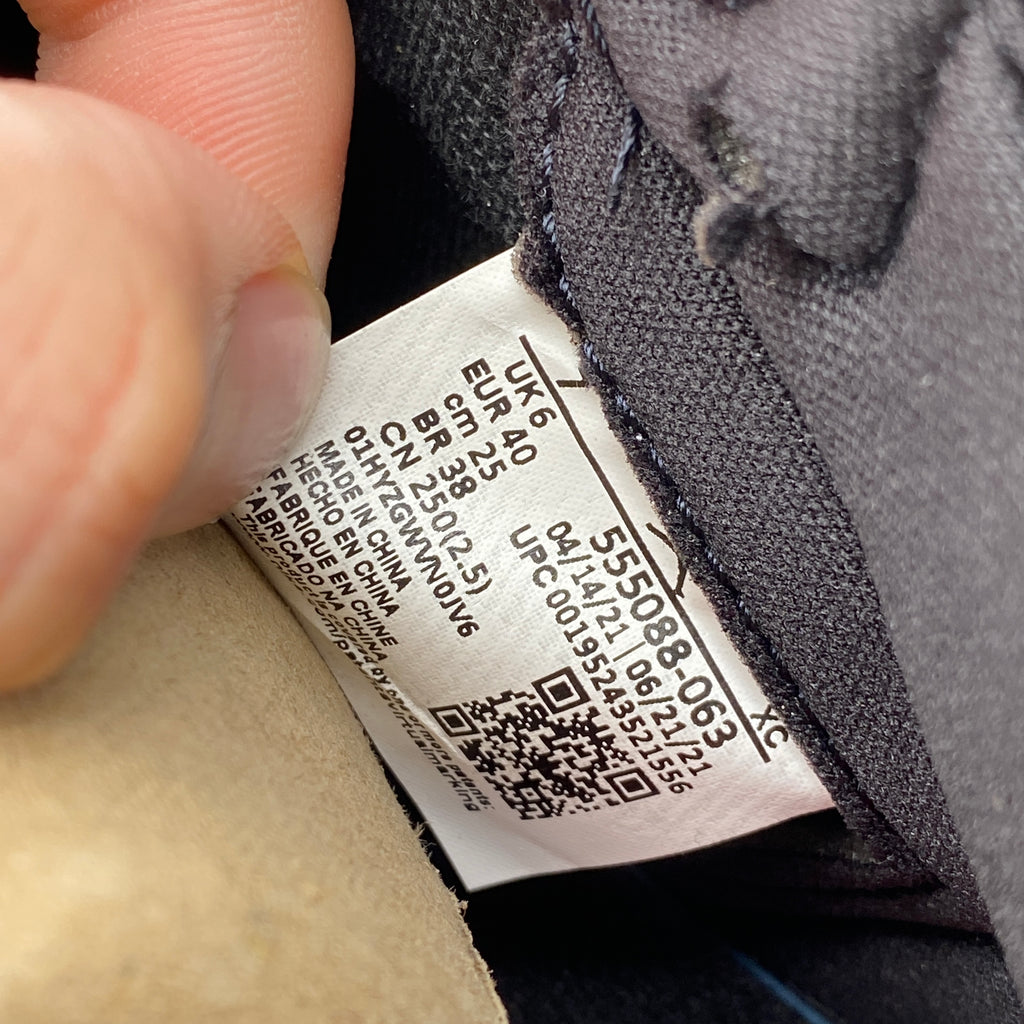 UK 6
EUR 40
cm 25
BR 38
CN 250(2.5)
01HYZGWVN0JV6
MADE IN CHINA
HECHO EN CHINA
FABRIQUE EN CHINE
FABRICADO NA CHINA
555088-063
04/14/21 | 06/21/21
UPC 00195243521556
XC